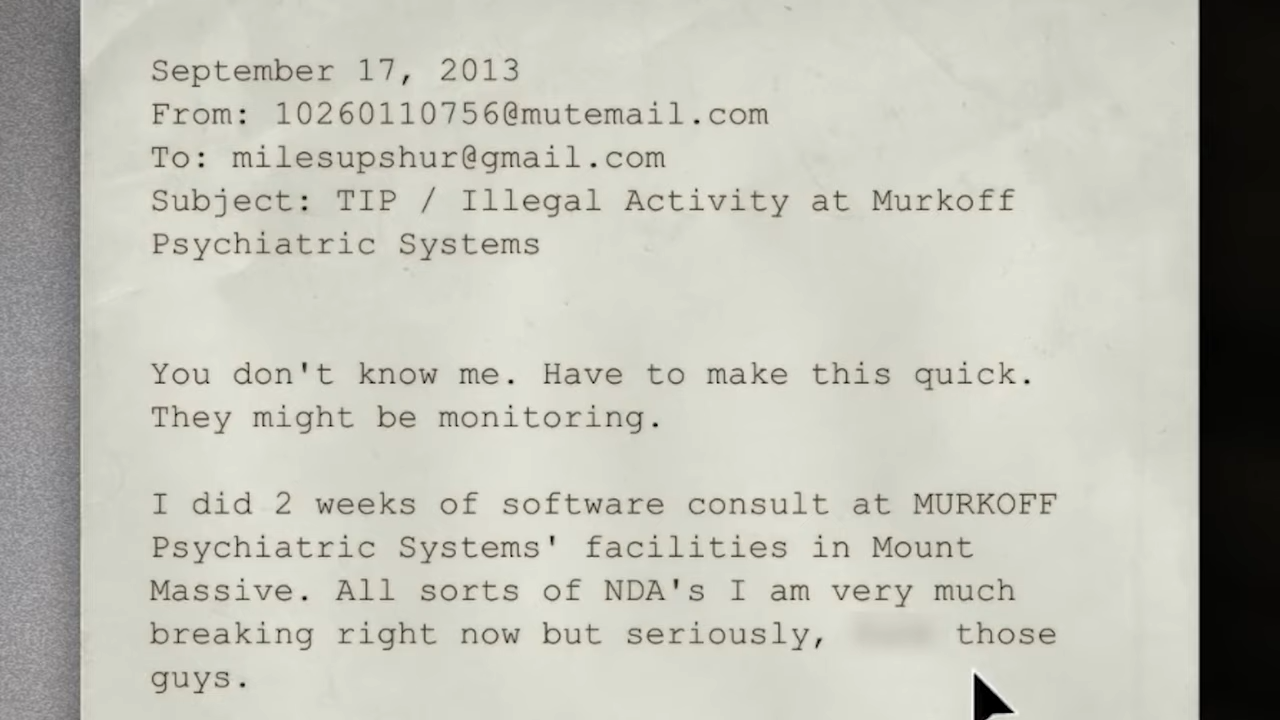 September 17, 2013
From: 10260110756@mutemail.com
To: milesupshur@gmail.com
Subject: TIP / Illegal Activity at Murkoff
Psychiatric Systems
You don't know me. Have to make this quick.
They might be monitoring.
I did 2 weeks of software consult at MURKOFF
Psychiatric Systems' facilities in Mount
Massive. All sorts of NDA's I am very much
breaking right now but seriously, those
guys.